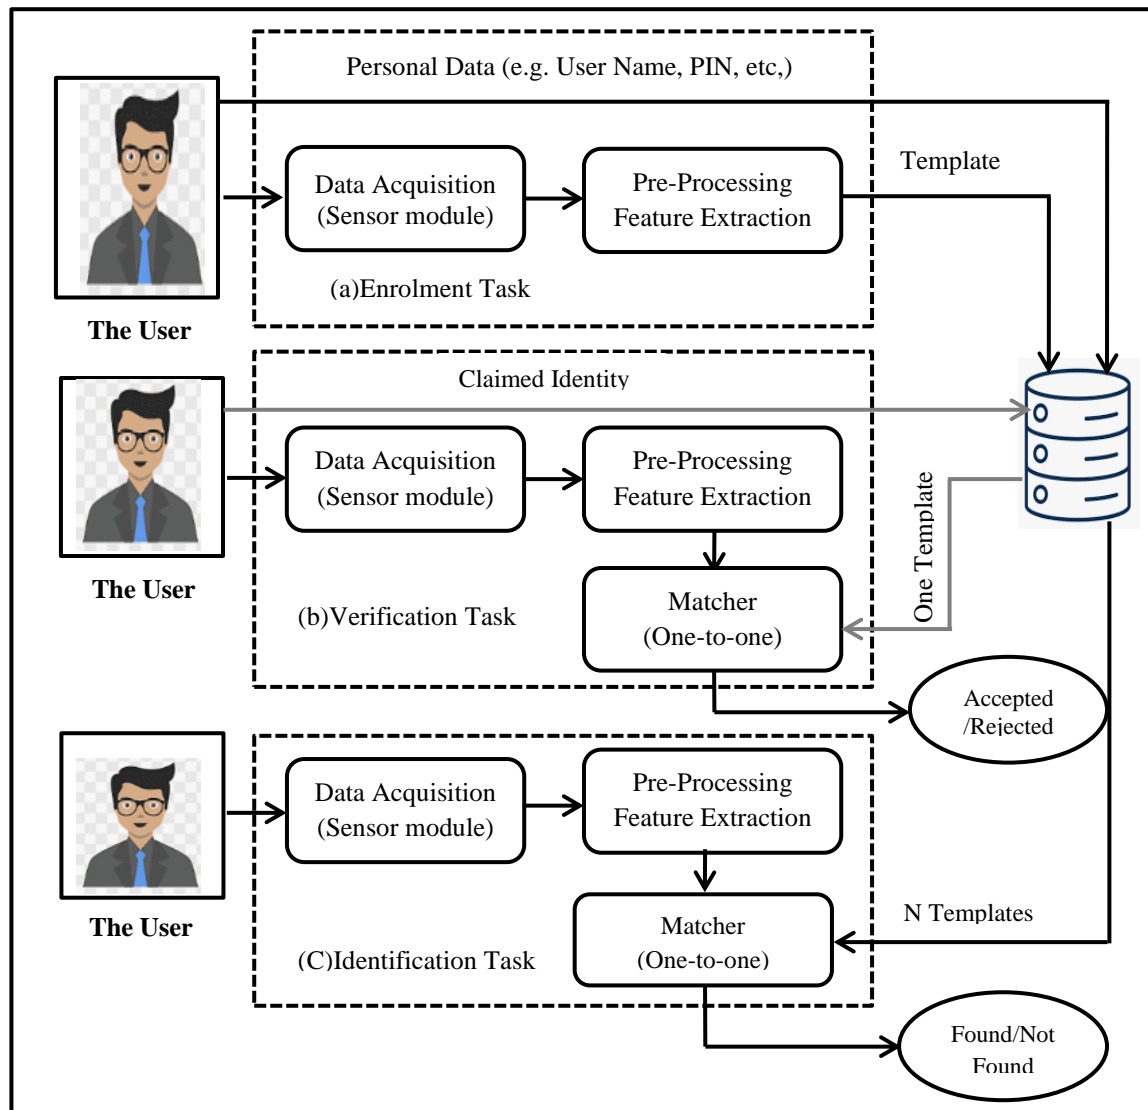 Personal Data (e.g. User Name, PIN, etc,)
Data Acquisition
(Sensor module)
Pre-Processing
Feature Extraction
Template
(a)Enrolment Task
The User
Claimed Identity
Data Acquisition
(Sensor module)
Pre-Processing
Feature Extraction
One Template
(b)Verification Task
Matcher
(One-to-one)
The User
Accepted
/Rejected
Data Acquisition
(Sensor module)
Pre-Processing
Feature Extraction
N Templates
Matcher
(One-to-one)
(C)Identification Task
The User
Found/Not
Found